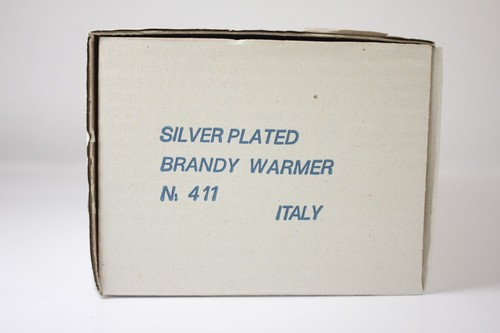 SILVER PLATED
BRANDY WARMER
N. 411
ITALY